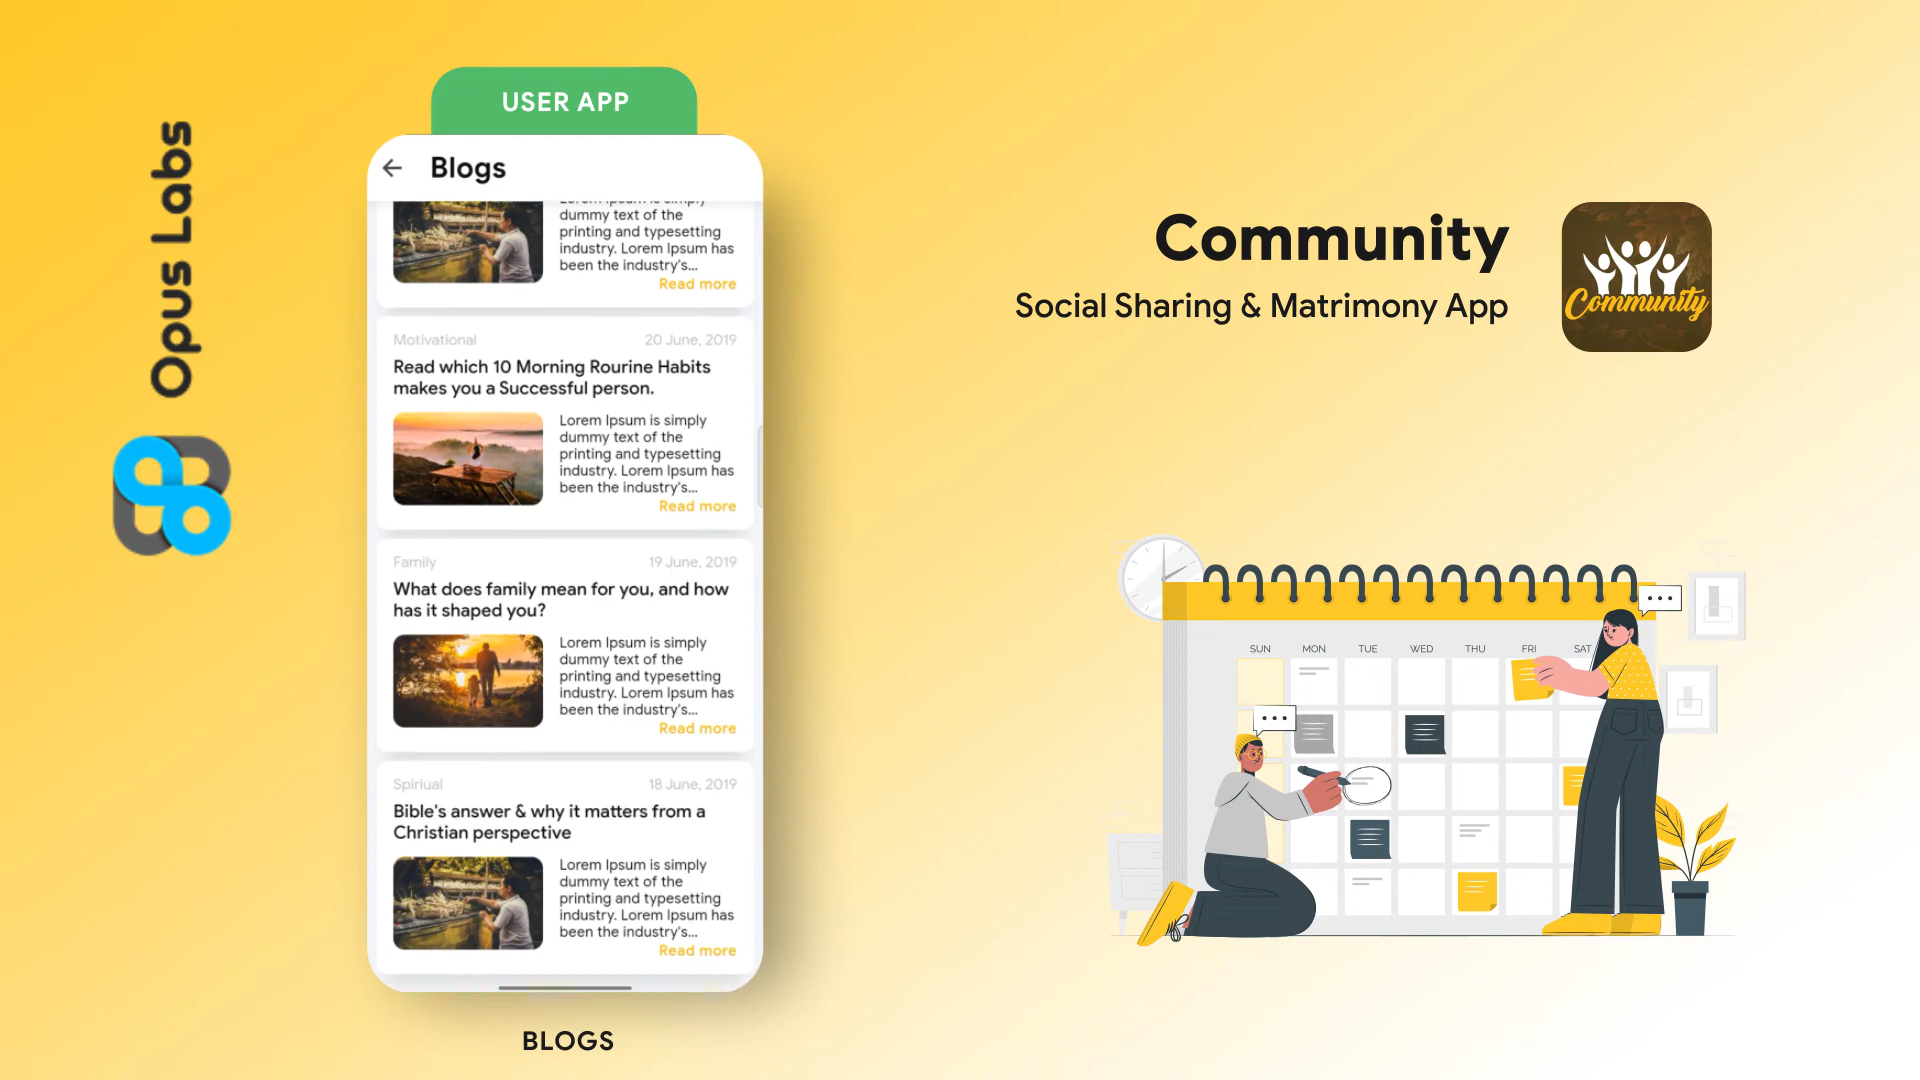 Opus Labs
USER APP
Blogs
Lorem Ipsum is simply
dummy text of the
printing and typesetting
industry. Lorem Ipsum has
been the industry's...
Read more
Motivational
20 June, 2019
Read which 10 Morning Rourine Habits
makes you a Successful person.
Lorem Ipsum is simply
dummy text of the
printing and typesetting
industry. Lorem Ipsum has
been the industry's...
Read more
Family
19 June, 2019
What does family mean for you, and how
has it shaped you?
Lorem Ipsum is simply
dummy text of the
printing and typesetting
industry. Lorem Ipsum has
been the industry's...
Read more
Spiriual
18 June, 2019
Bible's answer & why it matters from a
Christian perspective
Lorem Ipsum is simply
dummy text of the
printing and typesetting
industry. Lorem Ipsum has
been the industry's...
Read more
BLOGS
Community
Social Sharing & Matrimony App
Community
SUN MON TUE WED THU FRI SAT